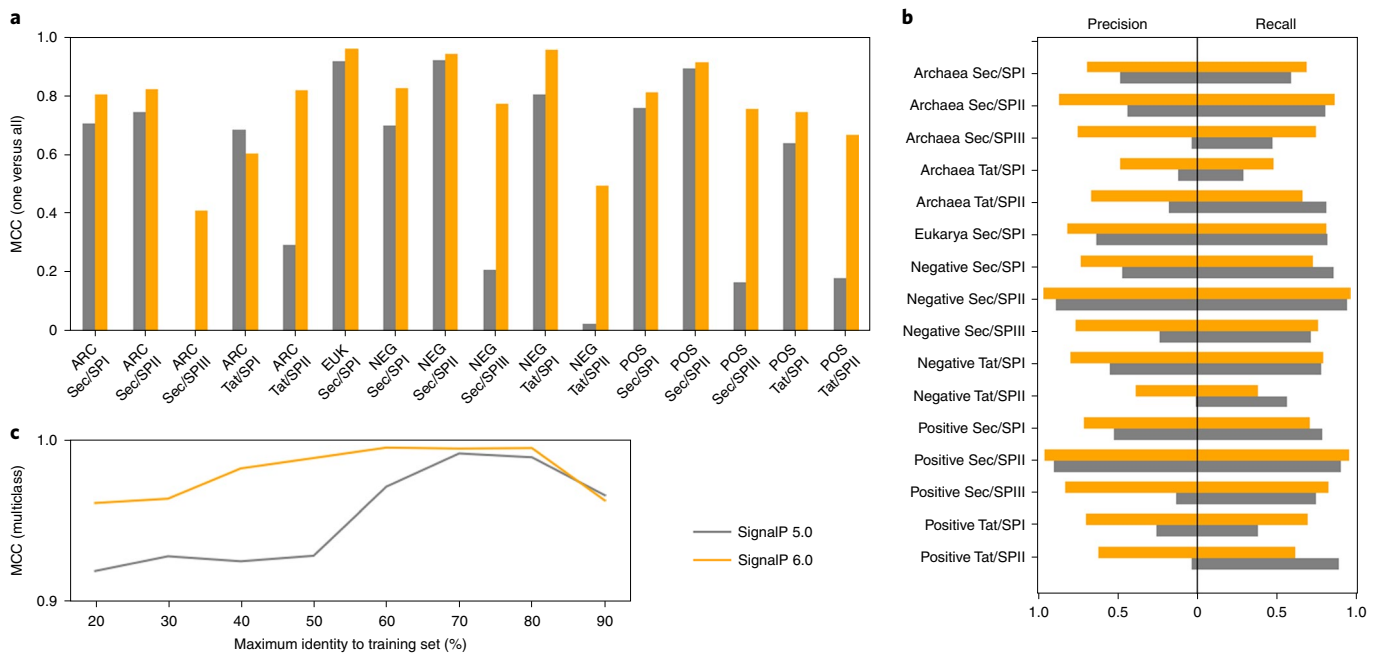 a
1.0
0.8
0.6
0.4
0.2
0
MCC (one versus all)
ARC
Sec/SPI
ARC
Sec/SPII
ARC
Sec/SPIII
ARC
Tat/SPI
ARC
Tat/SPII
EUK
Sec/SPI
NEG
Sec/SPI
NEG
Sec/SPII
NEG
Sec/SPIII
NEG
Tat/SPI
NEG
Tat/SPII
POS
Sec/SPI
POS
Sec/SPII
POS
Sec/SPIII
POS
Tat/SPI
POS
Tat/SPII
b
Precision
Recall
Archaea Sec/SPI
Archaea Sec/SPII
Archaea Sec/SPIII
Archaea Tat/SPI
Archaea Tat/SPII
Eukarya Sec/SPI
Negative Sec/SPI
Negative Sec/SPII
Negative Sec/SPIII
Negative Tat/SPI
Negative Tat/SPII
Positive Sec/SPI
Positive Sec/SPII
Positive Sec/SPIII
Positive Tat/SPI
Positive Tat/SPII
1.0 0.5 0 0.5 1.0
c
1.0
0.9
MCC (multiclass)
20 30 40 50 60 70 80 90
Maximum identity to training set (%)
SignalP 5.0
SignalP 6.0